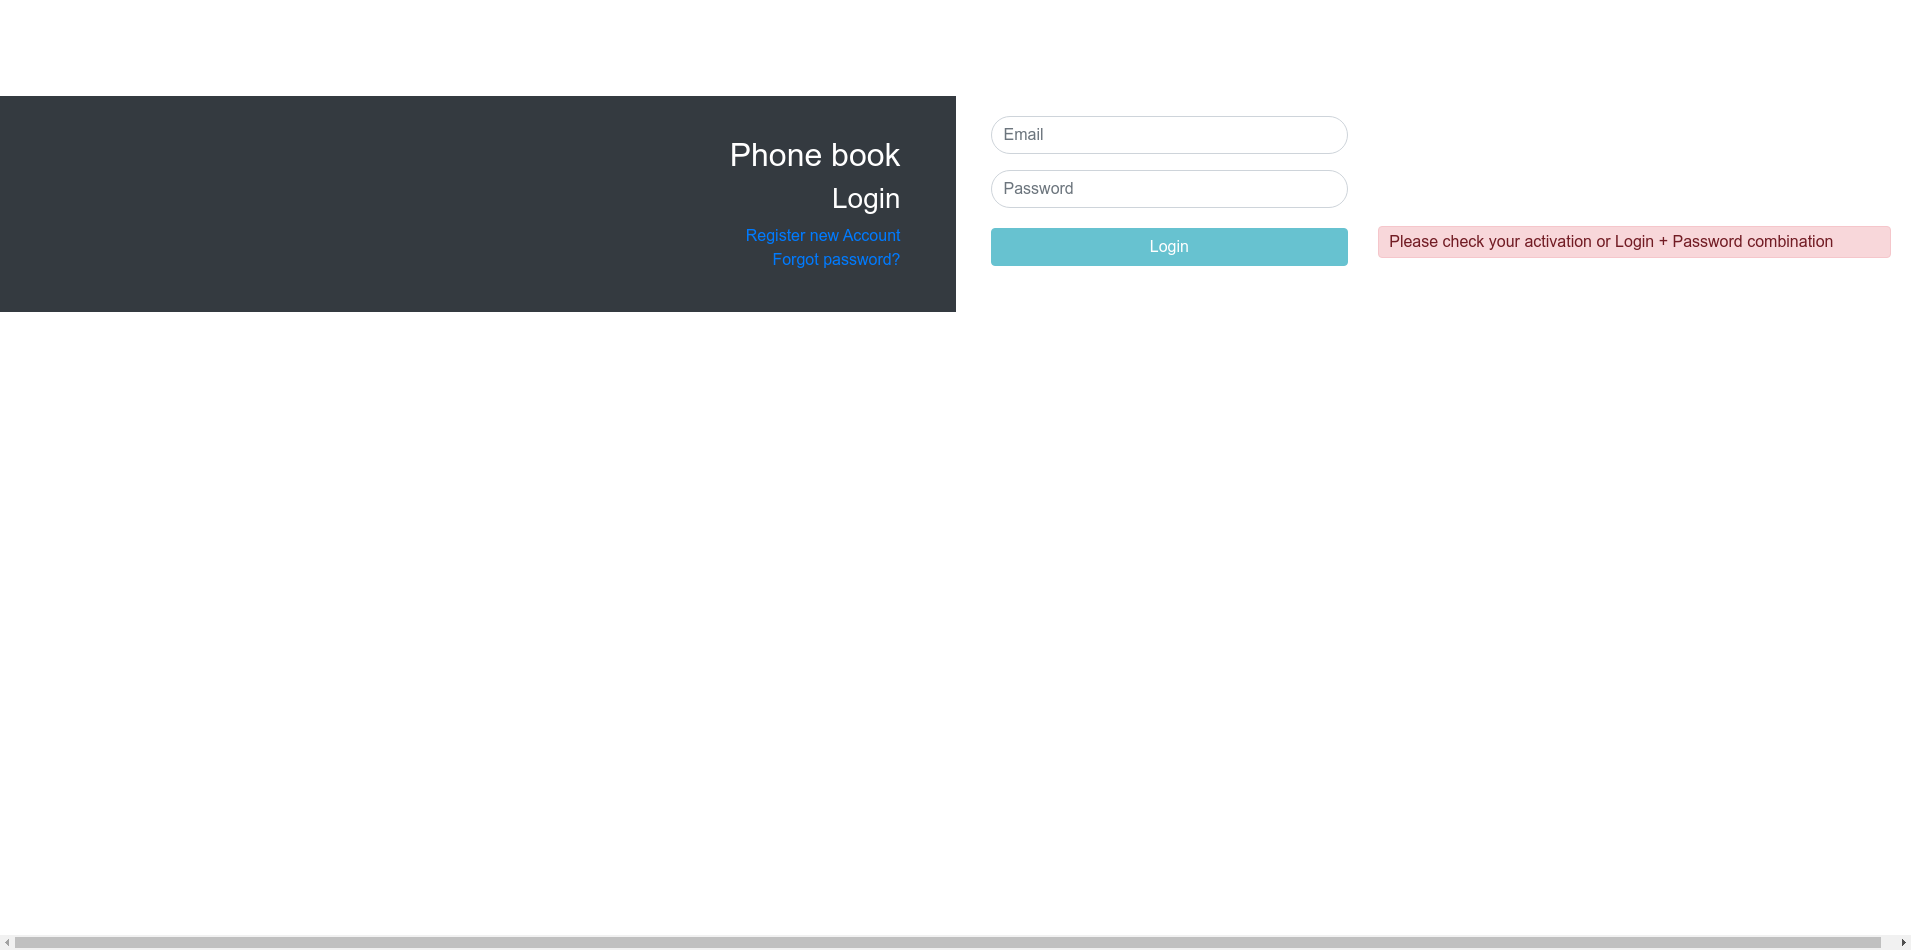 Phone book
Login
Register new Account
Forgot password?
Email
Password
Login
Please check your activation or Login + Password combination